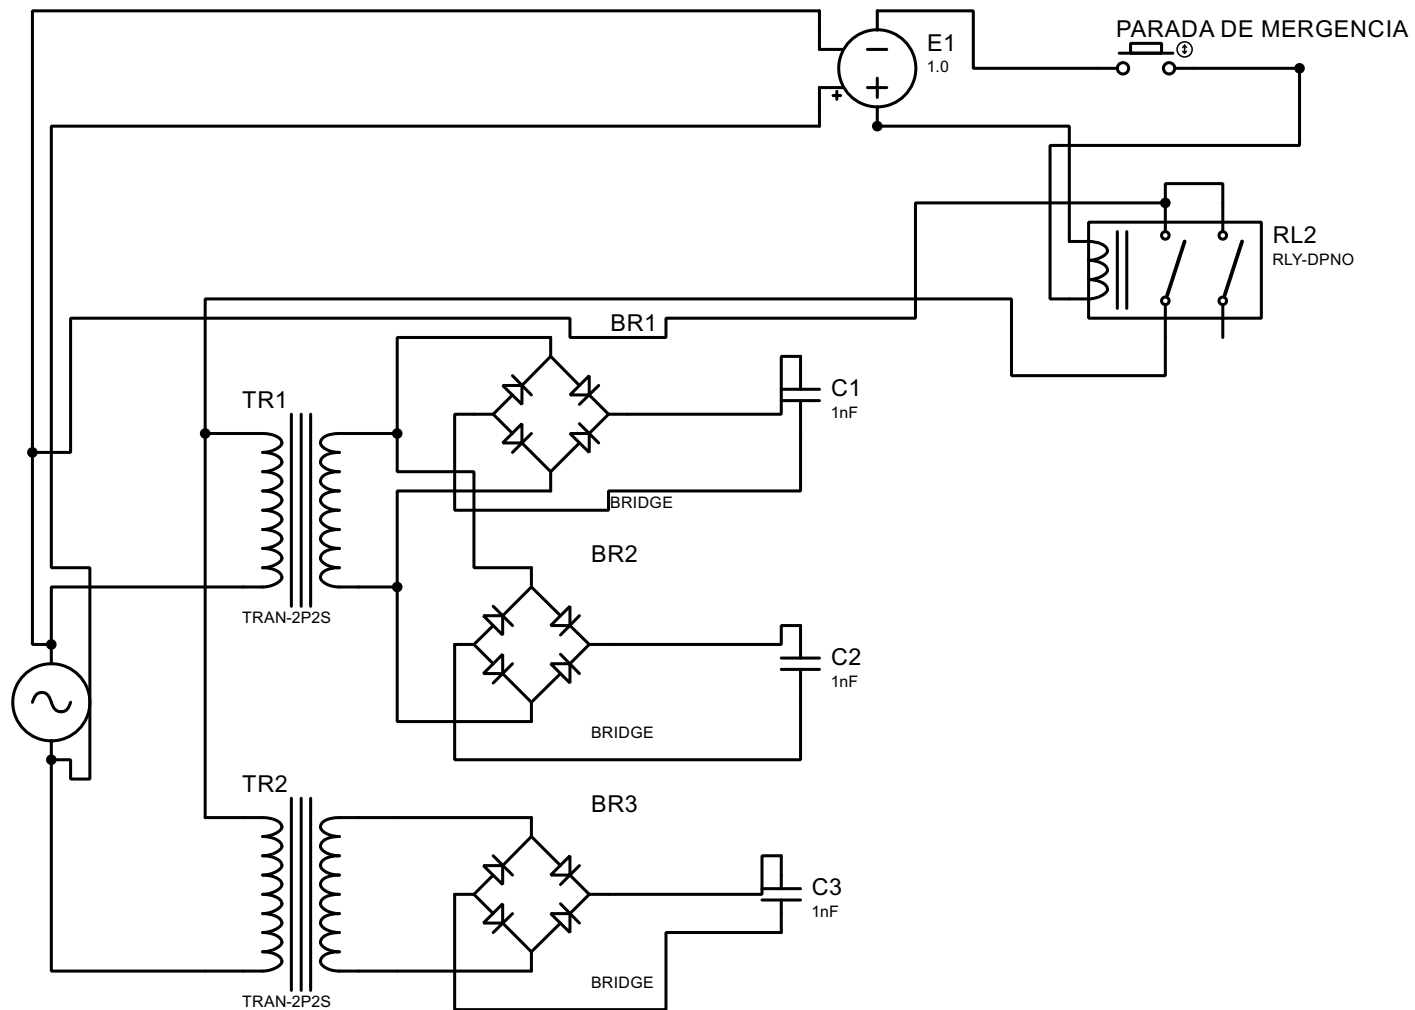 PARADA DE MERGENCIA
E1
1.0
RL2
RLY-DPNO
BR1
C1
1nF
TR1
BRIDGE
BR2
TRAN-2P2S
C2
1nF
BRIDGE
TR2
BR3
C3
1nF
BRIDGE
TRAN-2P2S